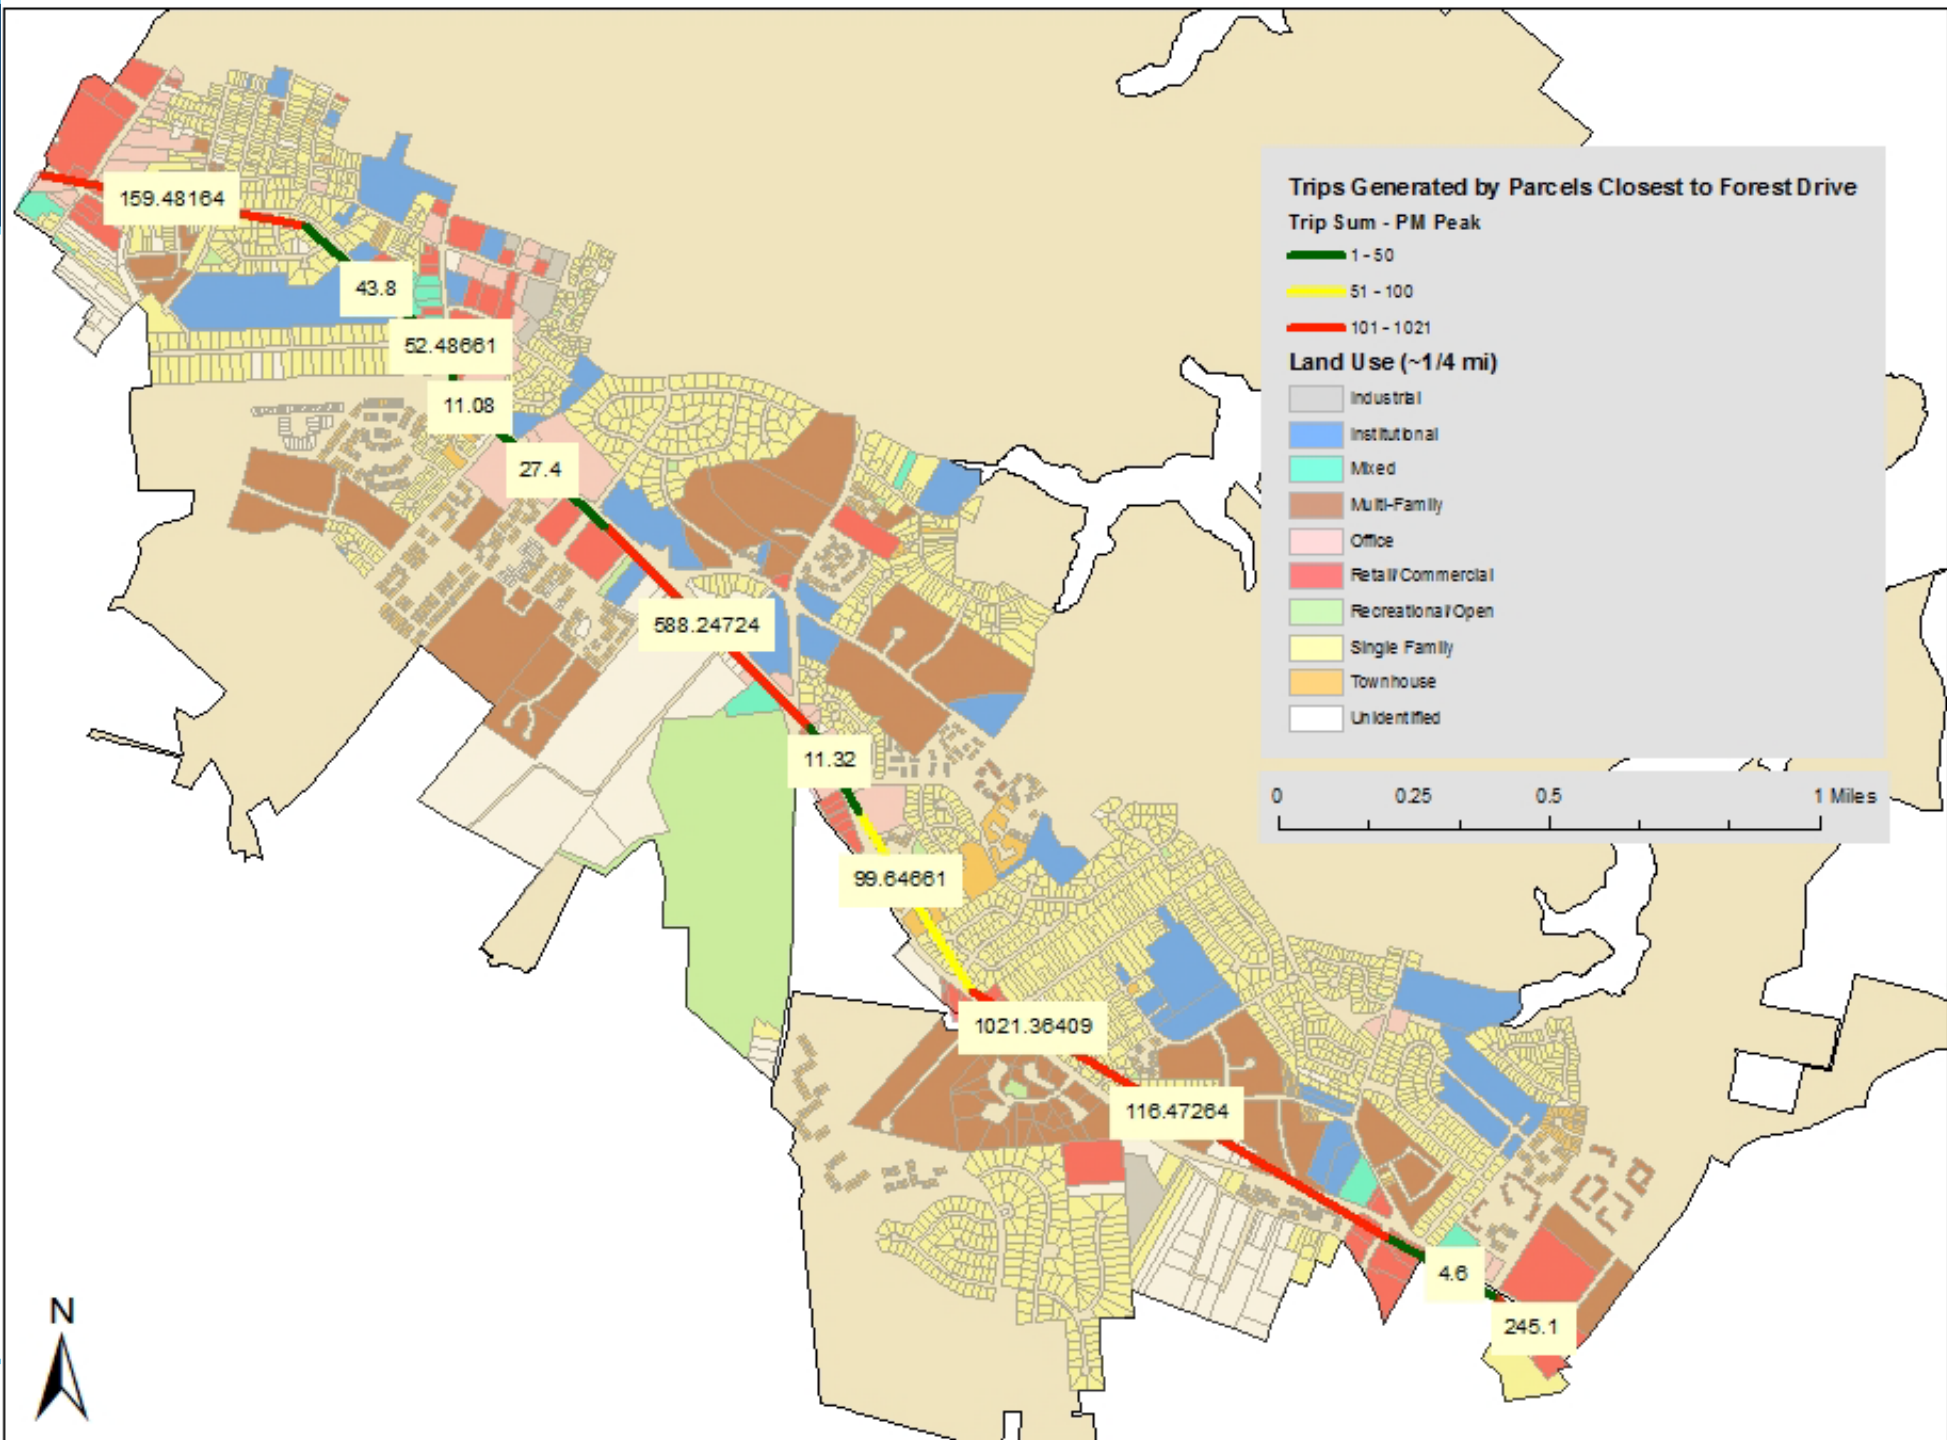 159.48164
43.8
52.48661
11.08
27.4
588.24724
11.32
99.64661
1021.36409
116.47264
4.6
245.1
Trips Generated by Parcels Closest to Forest Drive
Trip Sum - PM Peak
1 - 50
51 - 100
101 - 1021
Land Use (~1/4 mi)
Industrial
Institutional
Mixed
Multi-Family
Office
Retail/Commercial
Recreational/Open
Single Family
Townhouse
Unidentified
0 0.25 0.5 1 Miles
N